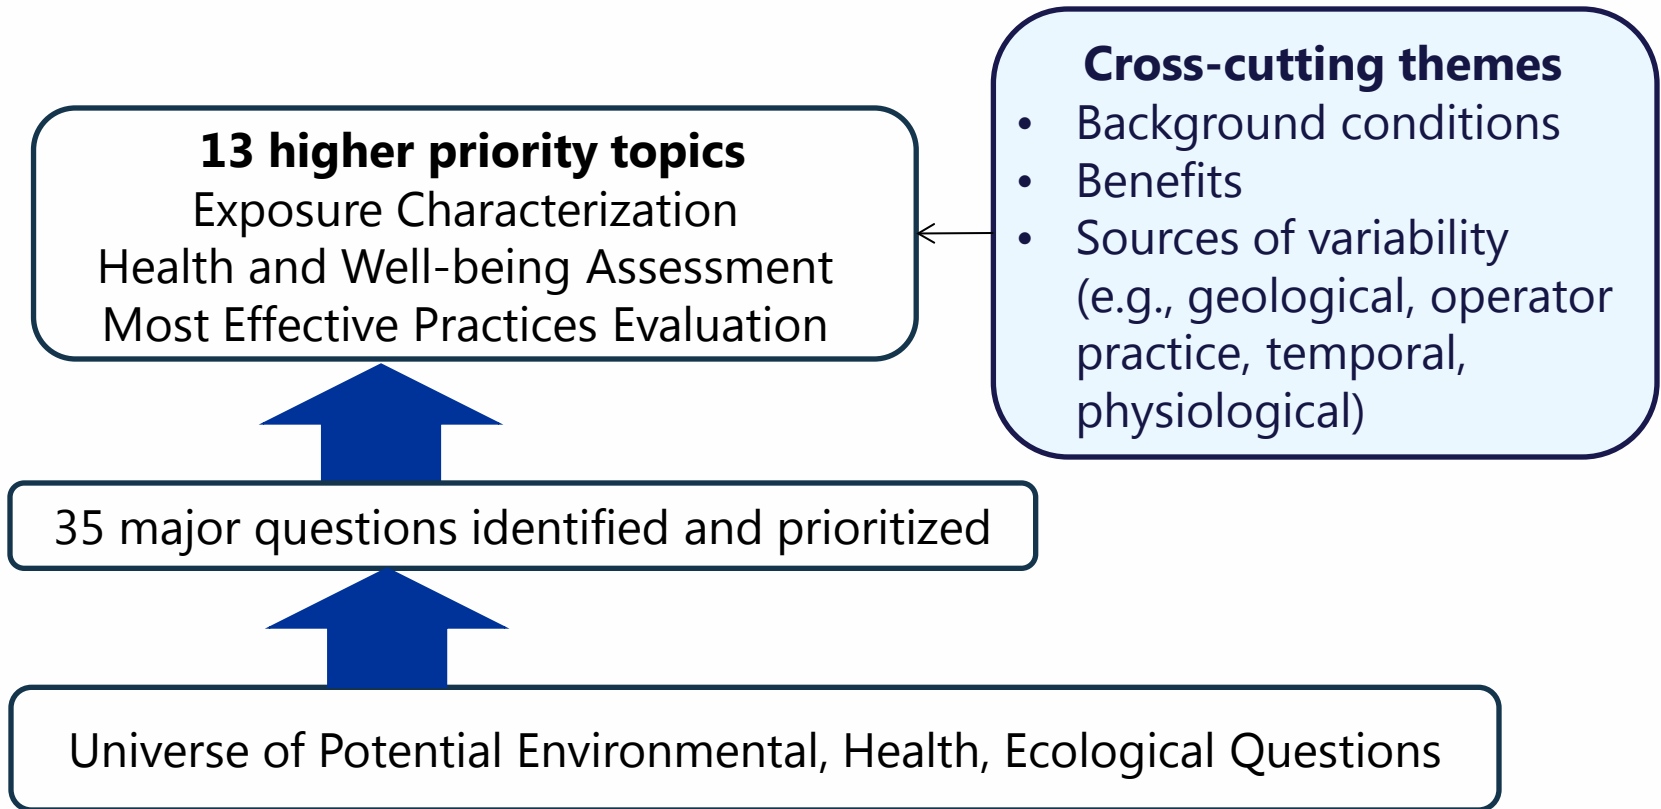 13 higher priority topics
Exposure Characterization
Health and Well-being Assessment
Most Effective Practices Evaluation
Cross-cutting themes
• Background conditions
• Benefits
• Sources of variability
(e.g., geological, operator
practice, temporal,
physiological)
35 major questions identified and prioritized
Universe of Potential Environmental, Health, Ecological Questions